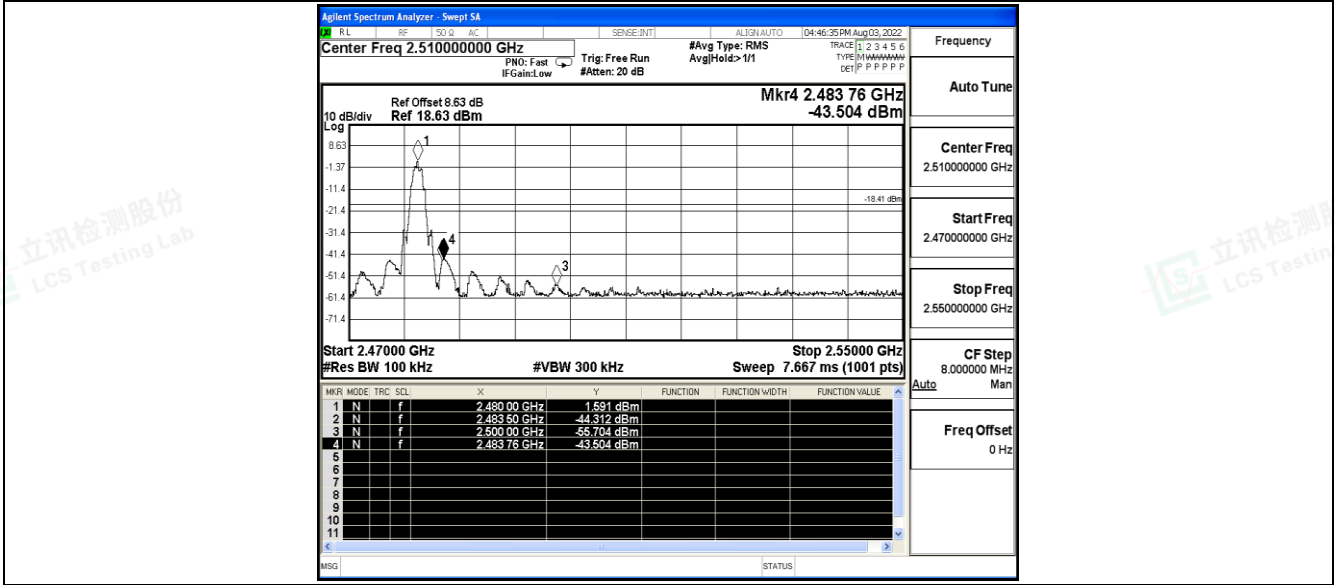 Agilent Spectrum Analyzer - Swept SA
RL RF 50 Ω AC SENSE:INT ALIGNAUTO 04:46:35 PM Aug 03, 2022
Center Freq 2.510000000 GHz
PNO: Fast
IFGain:Low
Trig: Free Run
#Atten: 20 dB
#Avg Type: RMS
Avg|Hold:>1/1
TRACE 1 2 3 4 5 6
TYPE MWWWWW
DET P P P P P P
Frequency
Auto Tune
Center Freq
2.510000000 GHz
Start Freq
2.470000000 GHz
Stop Freq
2.550000000 GHz
CF Step
8.000000 MHz
Auto Man
Freq Offset
0 Hz
Mkr4 2.483 76 GHz
-43.504 dBm
Ref Offset 8.63 dB
10 dB/div Ref 18.63 dBm
Log
8.63
-1.37
-11.4
-21.4
-31.4
-41.4
-51.4
-61.4
-71.4
1
4
3
-18.41 dBm
Start 2.47000 GHz Stop 2.55000 GHz
#Res BW 100 kHz #VBW 300 kHz Sweep 7.667 ms (1001 pts)
MKR MODE TRC SCL X Y FUNCTION FUNCTION WIDTH FUNCTION VALUE
1 N f 2.480 00 GHz 1.591 dBm
2 N f 2.483 50 GHz -44.312 dBm
3 N f 2.500 00 GHz -55.704 dBm
4 N f 2.483 76 GHz -43.504 dBm
5
6
7
8
9
10
11
MSG STATUS
立讯检测股份
LCS Testing Lab
立讯检测
LCS Testin